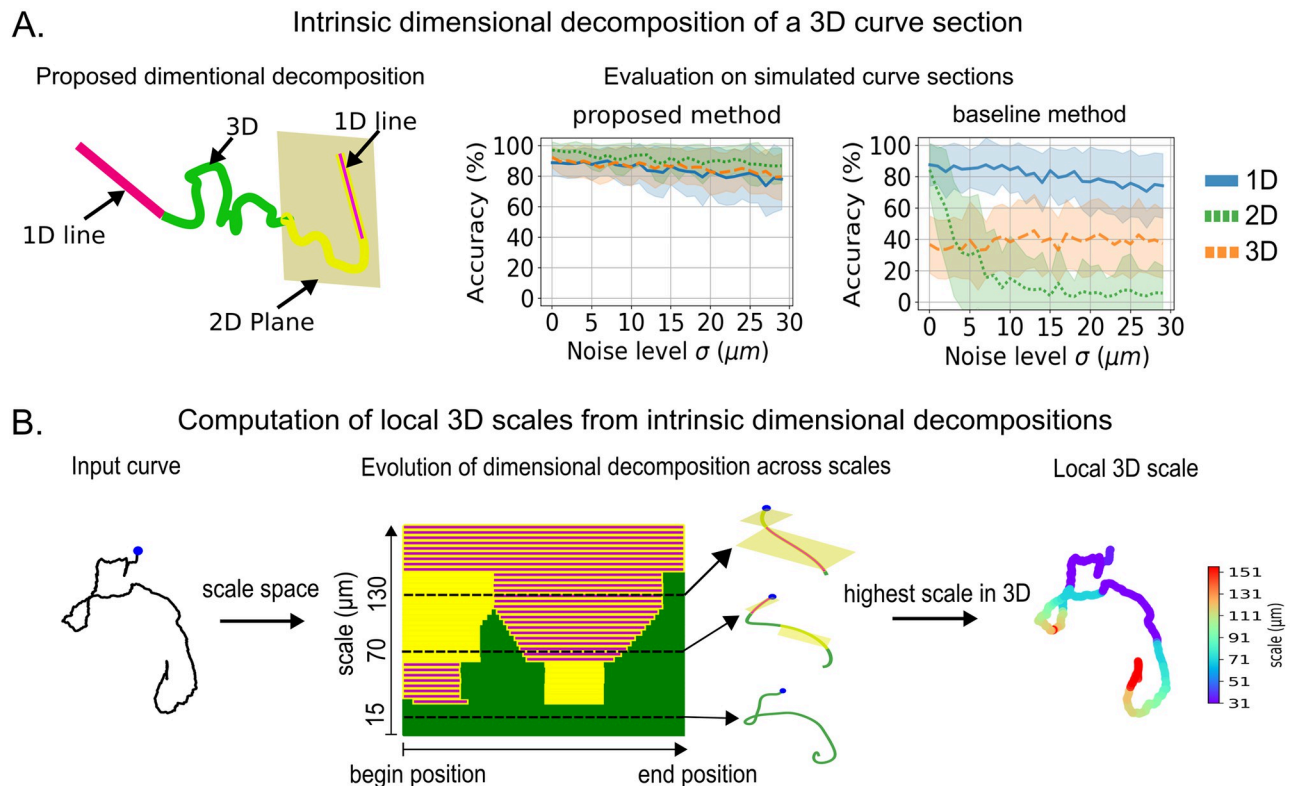 A.
Intrinsic dimensional decomposition of a 3D curve section
Proposed dimentional decomposition
3D
1D line
1D line
2D Plane
Evaluation on simulated curve sections
proposed method
Accuracy (%)
100
80
60
40
20
0
0 5 10 15 20 25 30
Noise level σ (μm)
baseline method
Accuracy (%)
100
80
60
40
20
0
0 5 10 15 20 25 30
Noise level σ (μm)
1D
2D
3D
B.
Computation of local 3D scales from intrinsic dimensional decompositions
Input curve
scale space
Evolution of dimensional decomposition across scales
scale (μm)
130
70
15
begin position
end position
highest scale in 3D
Local 3D scale
151
131
111
91
71
51
31
scale (μm)